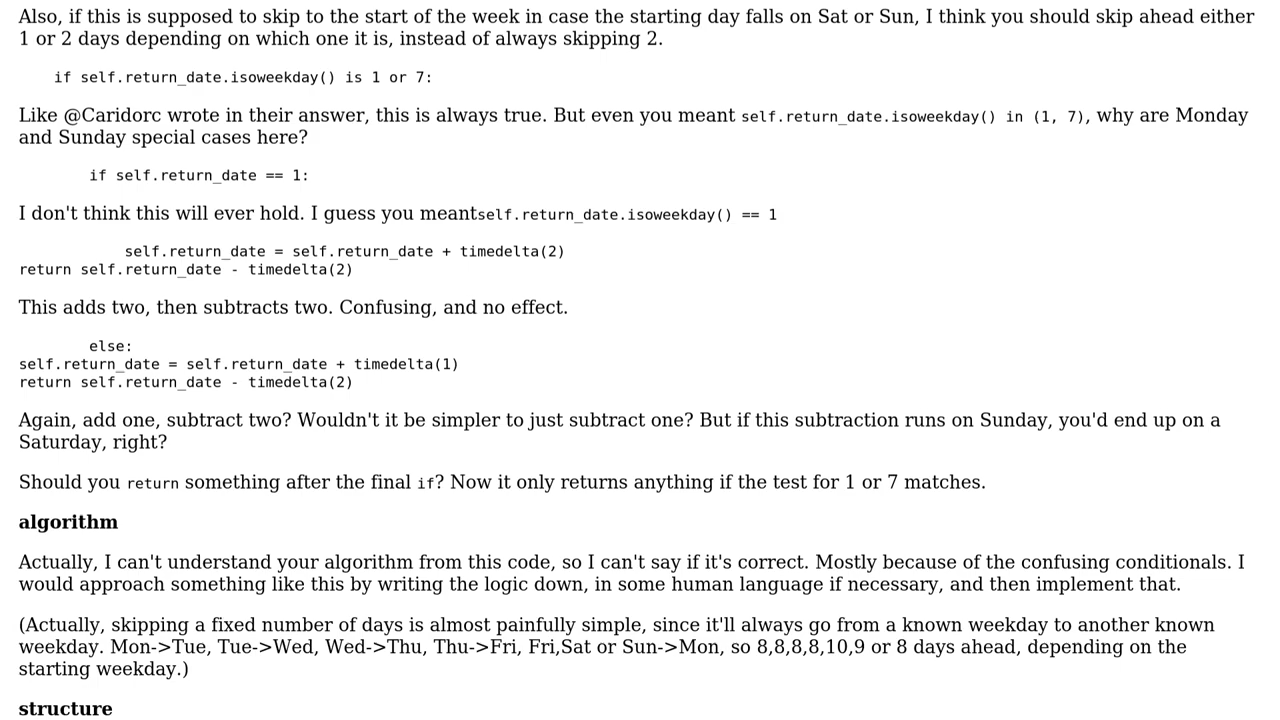 Also, if this is supposed to skip to the start of the week in case the starting day falls on Sat or Sun, I think you should skip ahead either
1 or 2 days depending on which one it is, instead of always skipping 2.
if self.return_date.isoweekday() is 1 or 7:
Like @Caridorc wrote in their answer, this is always true. But even you meant self.return_date.isoweekday() in (1, 7), why are Monday
and Sunday special cases here?
if self.return_date == 1:
I don't think this will ever hold. I guess you meantself.return_date.isoweekday() == 1
self.return_date = self.return_date + timedelta(2)
return self.return_date - timedelta(2)
This adds two, then subtracts two. Confusing, and no effect.
else:
self.return_date = self.return_date + timedelta(1)
return self.return_date - timedelta(2)
Again, add one, subtract two? Wouldn't it be simpler to just subtract one? But if this subtraction runs on Sunday, you'd end up on a
Saturday, right?
Should you return something after the final if? Now it only returns anything if the test for 1 or 7 matches.
algorithm
Actually, I can't understand your algorithm from this code, so I can't say if it's correct. Mostly because of the confusing conditionals. I
would approach something like this by writing the logic down, in some human language if necessary, and then implement that.
(Actually, skipping a fixed number of days is almost painfully simple, since it'll always go from a known weekday to another known
weekday. Mon->Tue, Tue->Wed, Wed->Thu, Thu->Fri, Fri,Sat or Sun->Mon, so 8,8,8,8,10,9 or 8 days ahead, depending on the
starting weekday.)
structure